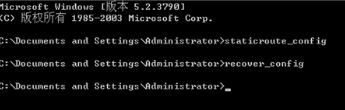 Microsoft Windows [版本 5.2.3790]
(C) 版权所有 1985-2003 Microsoft Corp.
C:\Documents and Settings\Administrator>staticroute_config
C:\Documents and Settings\Administrator>recover_config
C:\Documents and Settings\Administrator>_